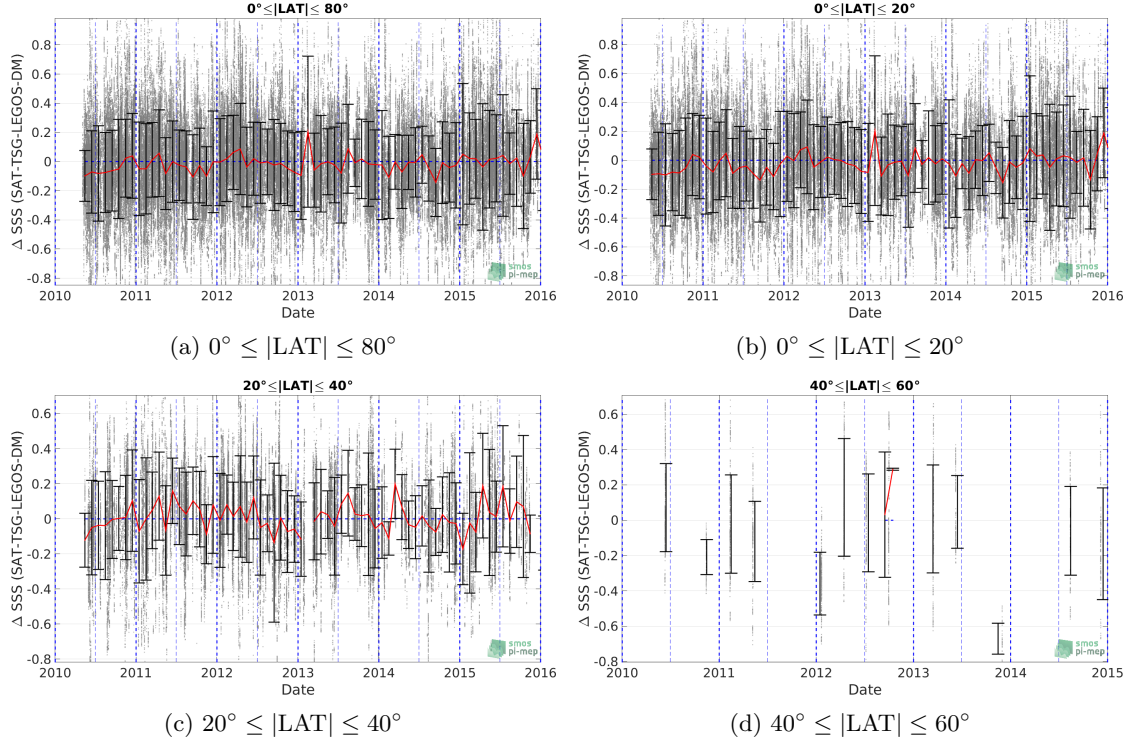 0°≤|LAT|≤ 80°
Δ SSS (SAT-TSG-LEGOS-DM)
0.8
0.6
0.4
0.2
0
-0.2
-0.4
-0.6
-0.8
2010 2011 2012 2013 2014 2015 2016
Date
smos
pi-mep
(a) 0° ≤ |LAT| ≤ 80°
0°≤|LAT|≤ 20°
Δ SSS (SAT-TSG-LEGOS-DM)
0.8
0.6
0.4
0.2
0
-0.2
-0.4
-0.6
-0.8
2010 2011 2012 2013 2014 2015 2016
Date
smos
pi-mep
(b) 0° ≤ |LAT| ≤ 20°
20°≤|LAT|≤ 40°
Δ SSS (SAT-TSG-LEGOS-DM)
0.6
0.4
0.2
0
-0.2
-0.4
-0.6
-0.8
2010 2011 2012 2013 2014 2015 2016
Date
smos
pi-mep
(c) 20° ≤ |LAT| ≤ 40°
40°≤|LAT|≤ 60°
Δ SSS (SAT-TSG-LEGOS-DM)
0.6
0.4
0.2
0
-0.2
-0.4
-0.6
-0.8
2010 2011 2012 2013 2014 2015
Date
smos
pi-mep
(d) 40° ≤ |LAT| ≤ 60°